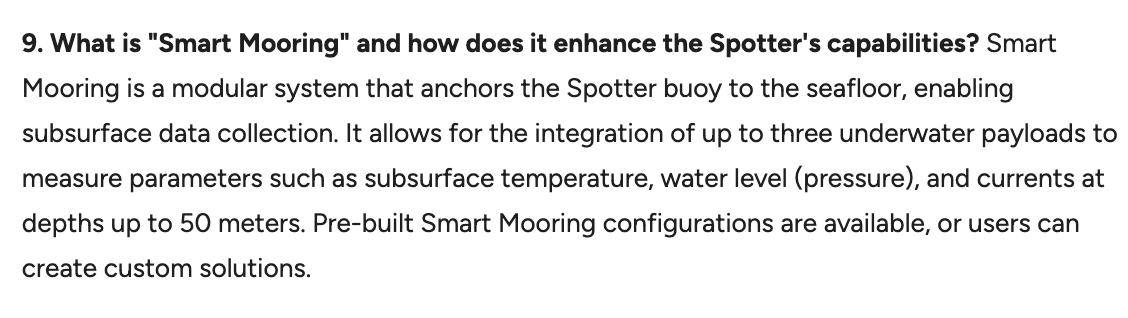 9. What is "Smart Mooring" and how does it enhance the Spotter's capabilities? Smart
Mooring is a modular system that anchors the Spotter buoy to the seafloor, enabling
subsurface data collection. It allows for the integration of up to three underwater payloads to
measure parameters such as subsurface temperature, water level (pressure), and currents at
depths up to 50 meters. Pre-built Smart Mooring configurations are available, or users can
create custom solutions.